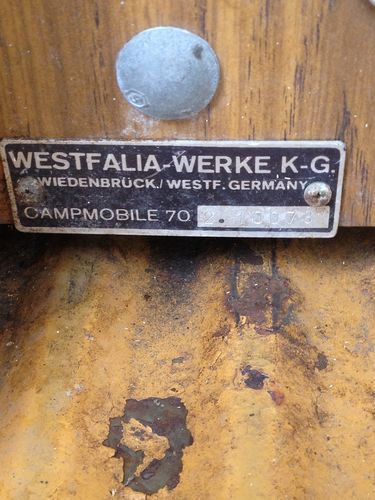 WESTFALIA-WERKE K-G.
WIEDENBRÜCK./WESTF. GERMANY
CAMPMOBILE 70